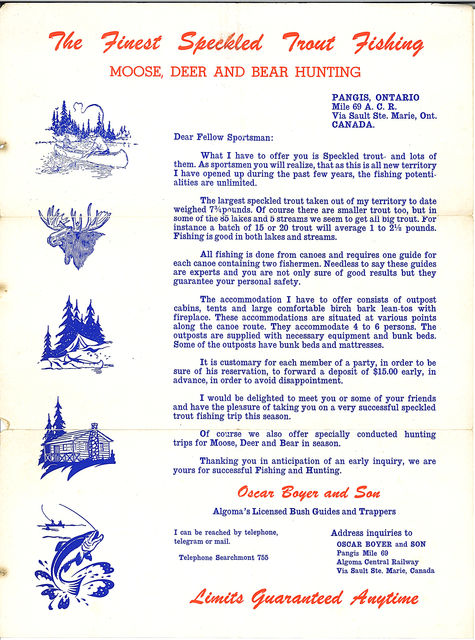 The Finest Speckled Trout Fishing
MOOSE, DEER AND BEAR HUNTING
PANGIS, ONTARIO
Mile 69 A. C. R.
Via Sault Ste. Marie, Ont.
CANADA.
Dear Fellow Sportsman:
What I have to offer you is Speckled trout- and lots of
them. As sportsmen you will realize, that as this is all new territory
I have opened up during the past few years, the fishing potenti-
alities are unlimited.
The largest speckled trout taken out of my territory to date
weighed 7¾pounds. Of course there are smaller trout too, but in
some of the 85 lakes and 5 streams we seem to get all big trout. For
instance a batch of 15 or 20 trout will average 1 to 2½ pounds.
Fishing is good in both lakes and streams.
All fishing is done from canoes and requires one guide for
each canoe containing two fishermen. Needless to say these guides
are experts and you are not only sure of good results but they
guarantee your personal safety.
The accommodation I have to offer consists of outpost
cabins, tents and large comfortable birch bark lean-tos with
fireplace. These accommodations are situated at various points
along the canoe route. They accommodate 4 to 6 persons. The
outposts are supplied with necessary equipment and bunk beds.
Some of the outposts have bunk beds and mattresses.
It is customary for each member of a party, in order to be
sure of his reservation, to forward a deposit of $15.00 early, in
advance, in order to avoid disappointment.
I would be delighted to meet you or some of your friends
and have the pleasure of taking you on a very successful speckled
trout fishing trip this season.
Of course we also offer specially conducted hunting
trips for Moose, Deer and Bear in season.
Thanking you in anticipation of an early inquiry, we are
yours for successful Fishing and Hunting.
Oscar Boyer and Son
Algoma's Licensed Bush Guides and Trappers
I can be reached by telephone,
telegram or mail.
Telephone Searchmont 755
Address inquiries to
OSCAR BOYER and SON
Pangis Mile 69
Algoma Central Railway
Via Sault Ste. Marie, Canada
Limits Guaranteed Anytime